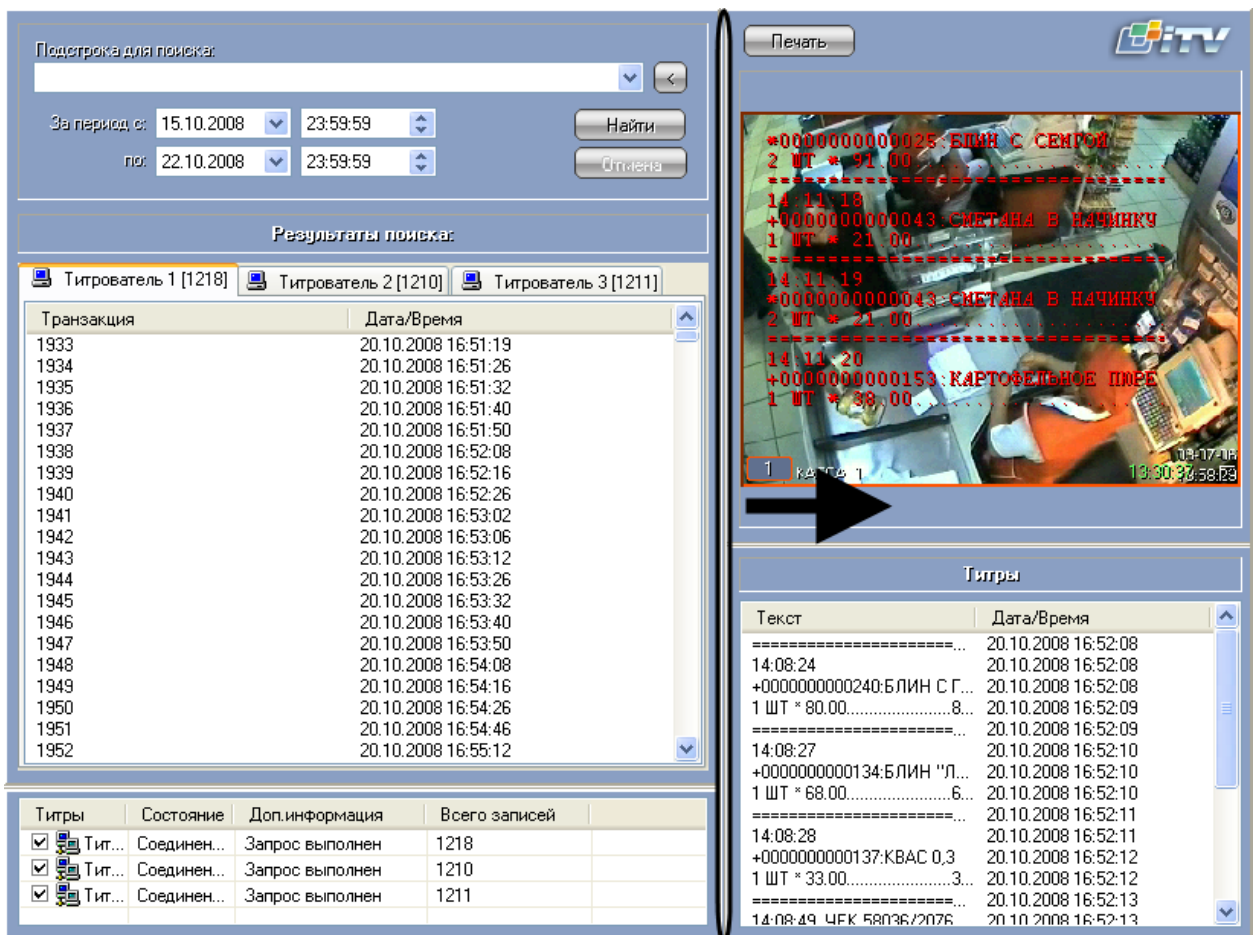 Подстрока для поиска:
<
За период с: 15.10.2008 23:59:59
Найти
по: 22.10.2008 23:59:59
Отмена
Результаты поиска:
Титрователь 1 [1218] Титрователь 2 [1210] Титрователь 3 [1211]
Транзакция Дата/Время
1933 20.10.2008 16:51:19
1934 20.10.2008 16:51:26
1935 20.10.2008 16:51:32
1936 20.10.2008 16:51:40
1937 20.10.2008 16:51:50
1938 20.10.2008 16:52:08
1939 20.10.2008 16:52:16
1940 20.10.2008 16:52:26
1941 20.10.2008 16:53:02
1942 20.10.2008 16:53:06
1943 20.10.2008 16:53:12
1944 20.10.2008 16:53:26
1945 20.10.2008 16:53:32
1946 20.10.2008 16:53:40
1947 20.10.2008 16:53:50
1948 20.10.2008 16:54:08
1949 20.10.2008 16:54:16
1950 20.10.2008 16:54:26
1951 20.10.2008 16:54:46
1952 20.10.2008 16:55:12
Титры Состояние Доп.информация Всего записей
Тит... Соединен... Запрос выполнен 1218
Тит... Соединен... Запрос выполнен 1210
Тит... Соединен... Запрос выполнен 1211
Печать
iTV
*0000000000025:БЛИН С СЕМГОЙ
2 ШТ * 91.00
14:11:18
+0000000000043:СМЕТАНА В НАЧИНКУ
1 ШТ * 21.00
14:11:19
*0000000000043:СМЕТАНА В НАЧИНКУ
2 ШТ * 21.00
14:11:20
+0000000000153:КАРТОФЕЛЬНОЕ ПЮРЕ
1 ШТ * 38.00
1
Титры
Текст Дата/Время
======================... 20.10.2008 16:52:08
14:08:24 20.10.2008 16:52:08
+0000000000240:БЛИН С Г... 20.10.2008 16:52:08
1 ШТ * 80.00.......................8... 20.10.2008 16:52:09
======================... 20.10.2008 16:52:09
14:08:27 20.10.2008 16:52:10
+0000000000134:БЛИН "Л... 20.10.2008 16:52:10
1 ШТ * 68.00.......................6... 20.10.2008 16:52:10
======================... 20.10.2008 16:52:11
14:08:28 20.10.2008 16:52:11
+0000000000137:КВАС 0,3 20.10.2008 16:52:12
1 ШТ * 33.00.......................3... 20.10.2008 16:52:12
======================... 20.10.2008 16:52:13
14:08:49 ЧЕК 58036/2076 20.10.2008 16:52:13